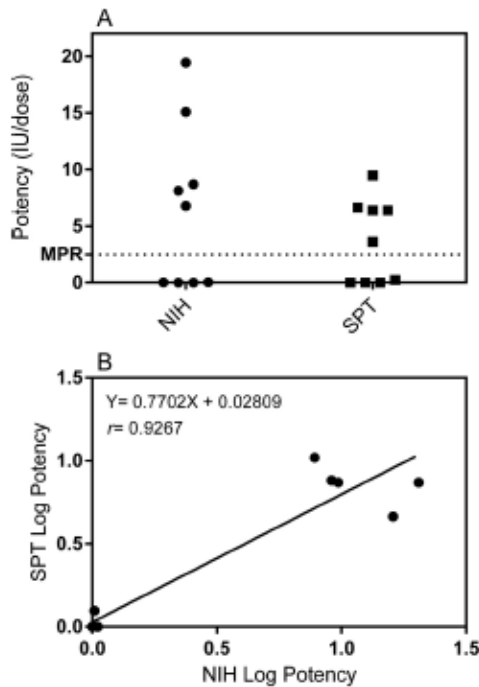 A
Potency (IU/dose)
20
15
10
5
MPR
0
NIH
SPT
B
1.5
Y= 0.7702X + 0.02809
r= 0.9267
1.0
SPT Log Potency
0.5
0.0
0.0 0.5 1.0 1.5
NIH Log Potency